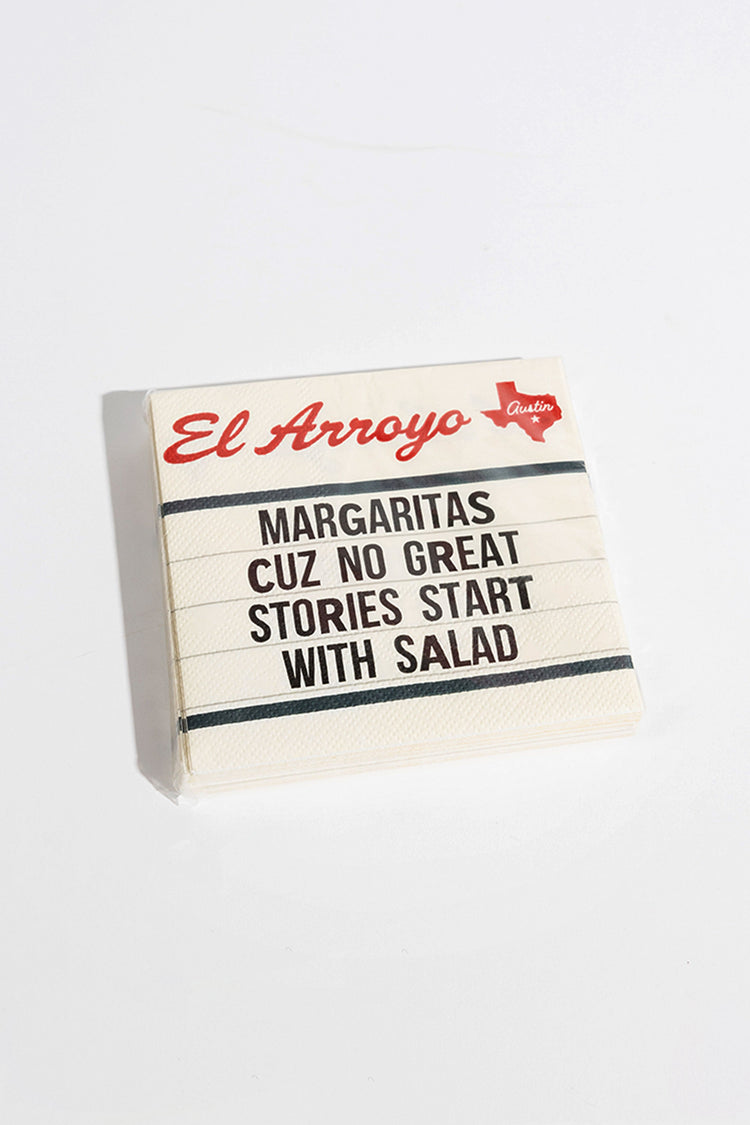 El Arroyo
Austin
MARGARITAS
CUZ NO GREAT
STORIES START
WITH SALAD